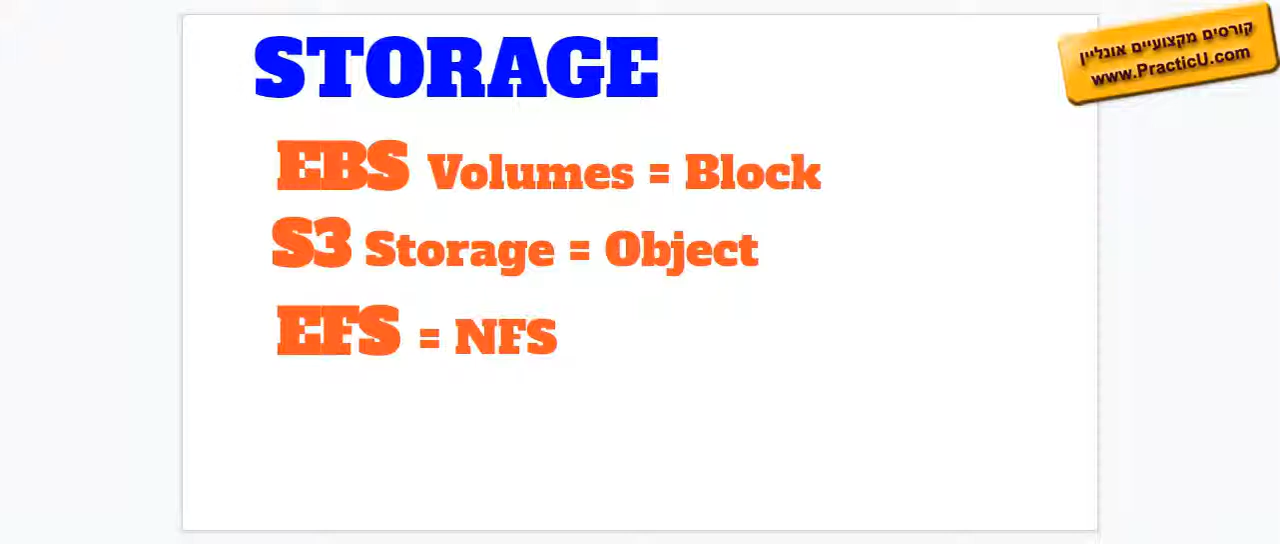 STORAGE
EBS Volumes = Block
S3 Storage = Object
EFS = NFS
קורסים מקצועיים אונליין
www.PracticU.com